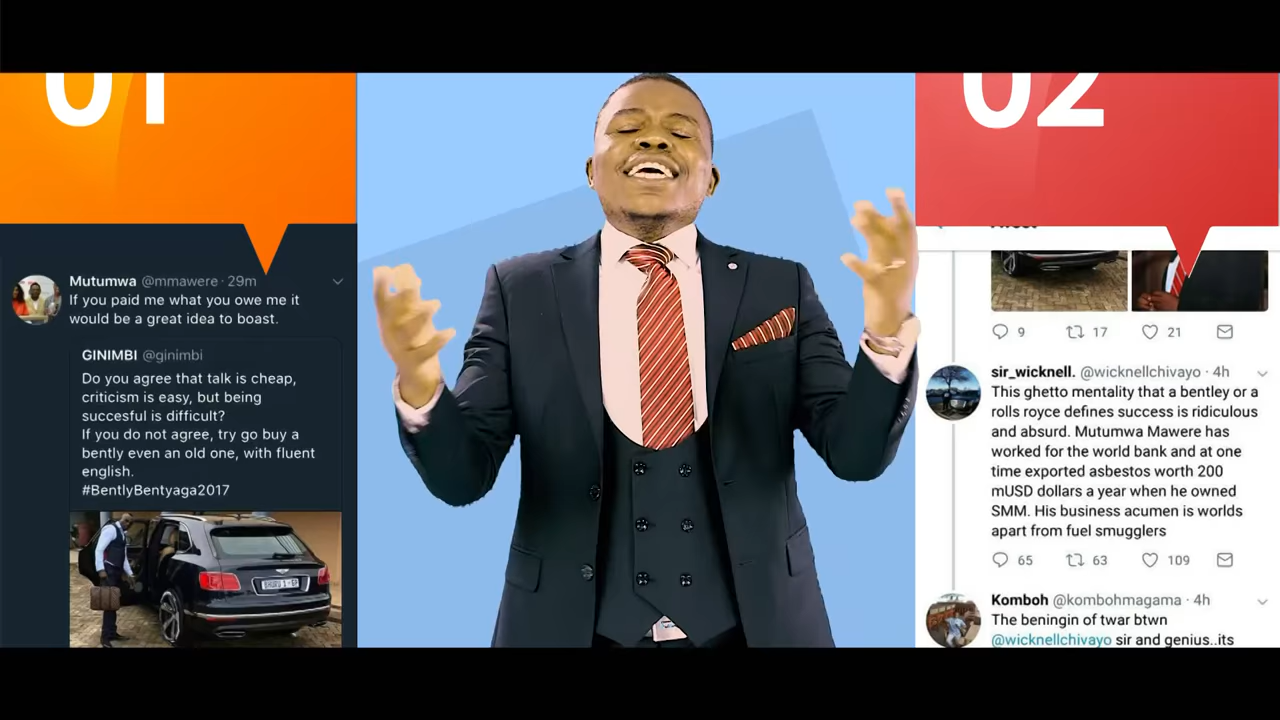 01
Mutumwa @mmawere · 29m
If you paid me what you owe me it
would be a great idea to boast.
GINIMBI @ginimbi
Do you agree that talk is cheap,
criticism is easy, but being
succesful is difficult?
If you do not agree, try go buy a
bently even an old one, with fluent
english.
#BentlyBentyaga2017
02
9 17 21
sir_wicknell. @wicknellchivayo · 4h
This ghetto mentality that a bentley or a
rolls royce defines success is ridiculous
and absurd. Mutumwa Mawere has
worked for the world bank and at one
time exported asbestos worth 200
mUSD dollars a year when he owned
SMM. His business acumen is worlds
apart from fuel smugglers
65 63 109
Komboh @kombohmagama · 4h
The beningin of twar btwn
@wicknellchivayo sir and genius..its